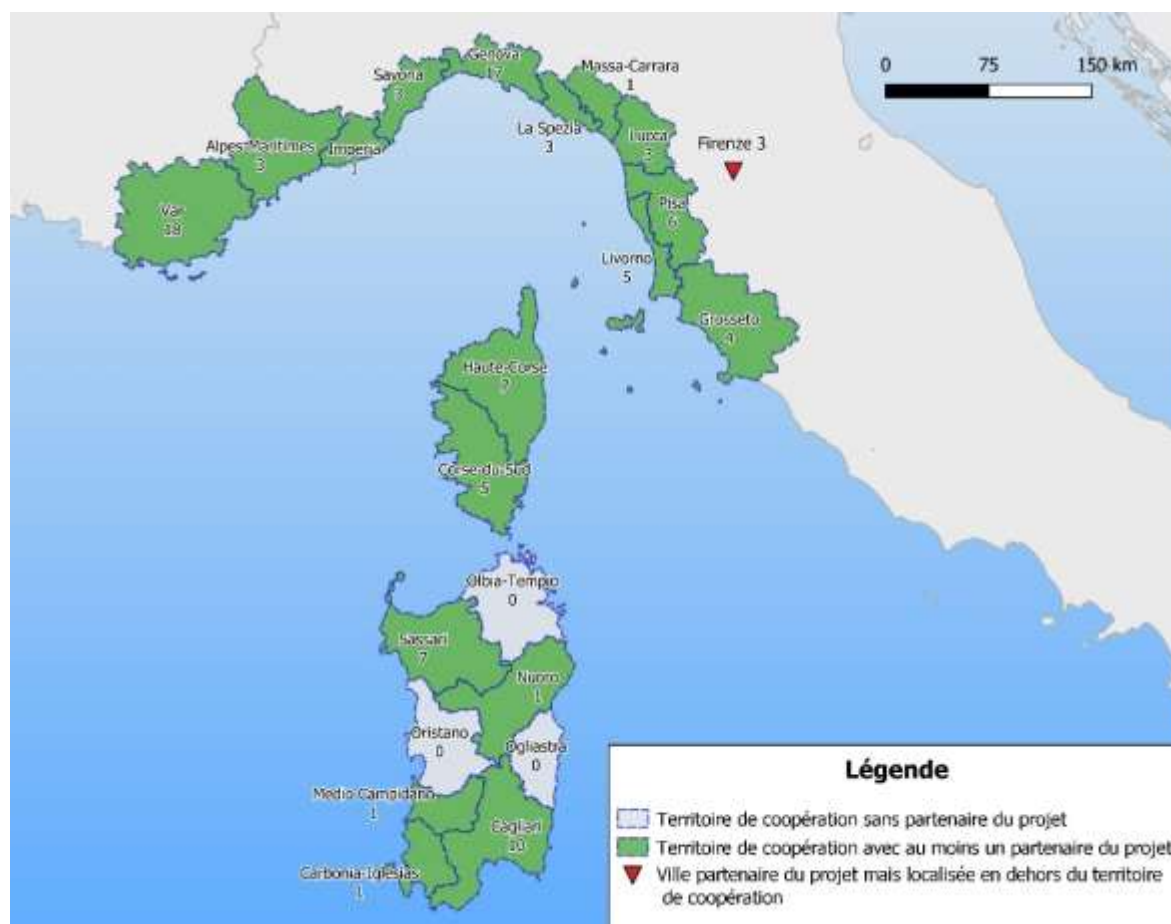 Genova
17
Savona
3
Massa-Carrara
1
0 75 150 km
La Spezia
3
Lucca
3
Firenze 3
Alpes-Maritimes
3
Imperia
1
Var
18
Pisa
6
Livorno
5
Grosseto
4
Haute-Corse
7
Corse-du-Sud
5
Olbia-Tempio
0
Sassari
7
Nuoro
1
Oristano
0
Ogliastra
0
Medio Campidano
1
Cagliari
10
Carbonia-Iglesias
1
Légende
Territoire de coopération sans partenaire du projet
Territoire de coopération avec au moins un partenaire du projet
Ville partenaire du projet mais localisée en dehors du territoire
de coopération